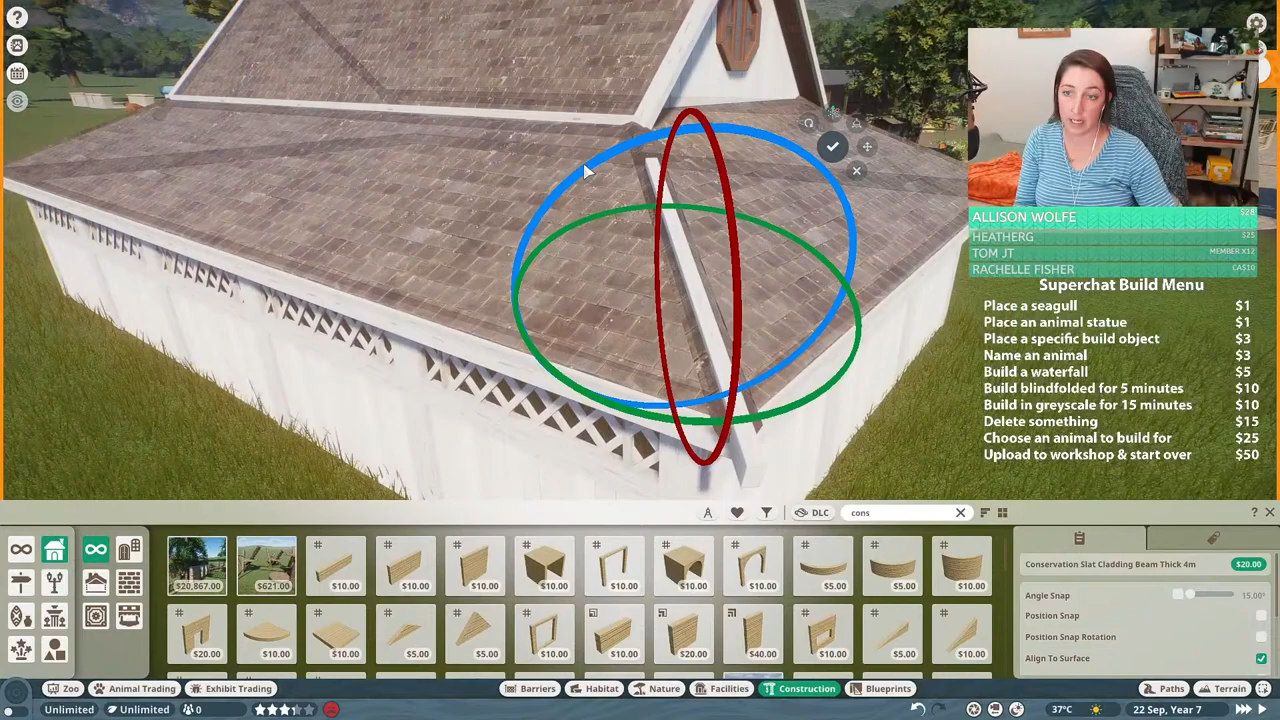 ALLISON WOLFE $28
HEATHERG $25
TOM JT MEMBER X12
RACHELLE FISHER CA$10
Superchat Build Menu
Place a seagull $1
Place an animal statue $1
Place a specific build object $3
Name an animal $3
Build a waterfall $5
Build blindfolded for 5 minutes $10
Build in greyscale for 15 minutes $10
Delete something $15
Choose an animal to build for $25
Upload to workshop & start over $50
DLC cons
$20,867.00 $621.00 $10.00 $10.00 $10.00 $10.00 $10.00 $10.00 $10.00 $5.00 $5.00 $10.00
$20.00 $10.00 $10.00 $5.00 $5.00 $10.00 $10.00 $20.00 $40.00 $10.00 $5.00 $10.00
Conservation Slat Cladding Beam Thick 4m $20.00
Angle Snap 15.00°
Position Snap
Position Snap Rotation
Align To Surface
Zoo Animal Trading Exhibit Trading Barriers Habitat Nature Facilities Construction Blueprints Paths Terrain
Unlimited Unlimited 0 37°C 22 Sep, Year 7